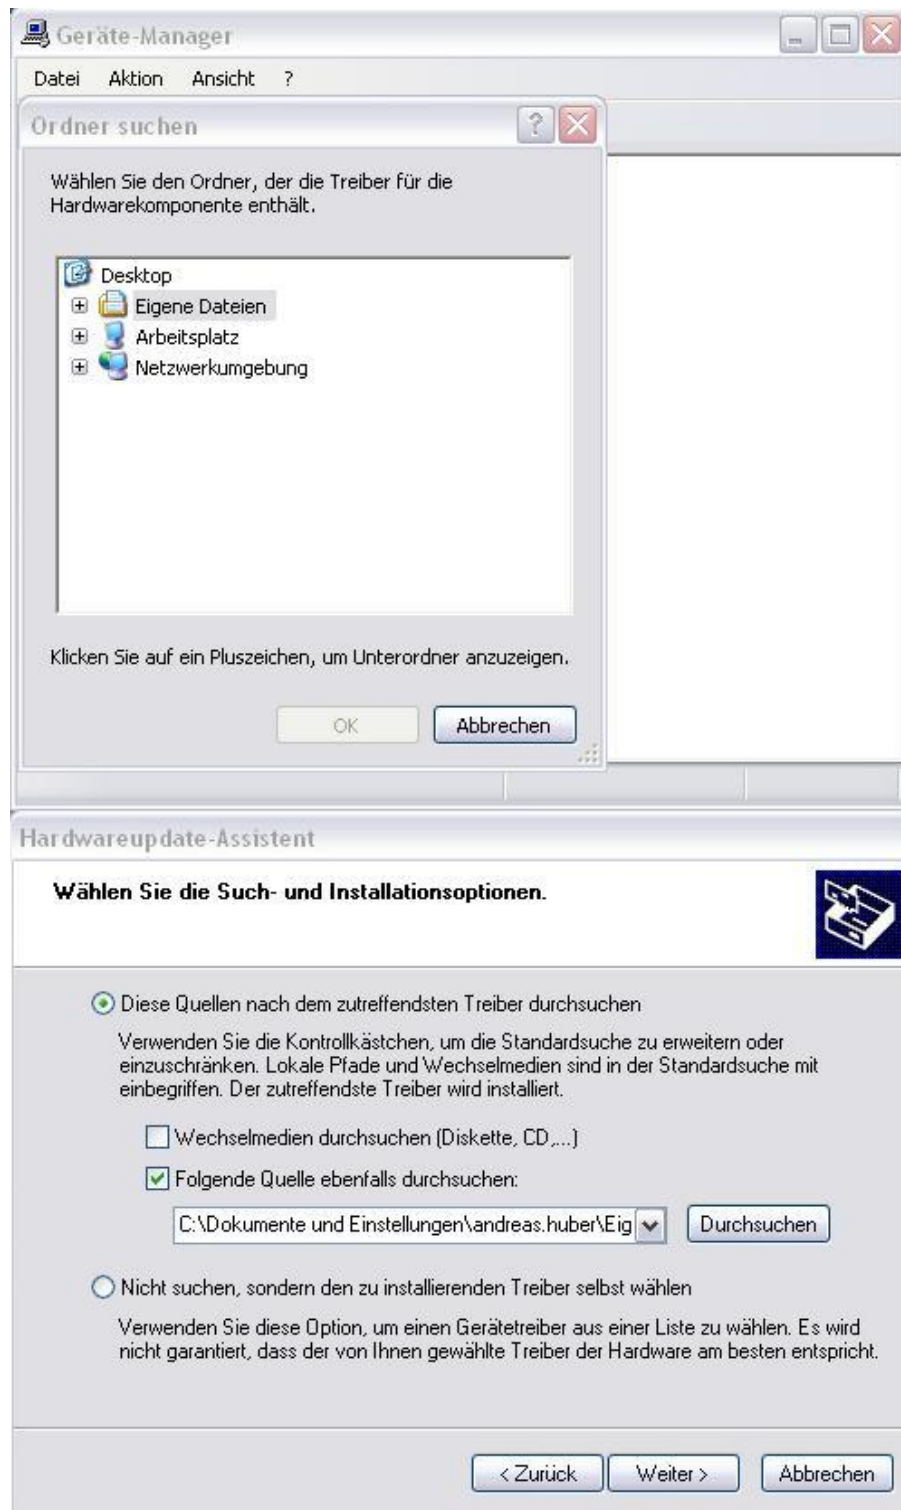 Geräte-Manager
Datei Aktion Ansicht ?
Ordner suchen
Wählen Sie den Ordner, der die Treiber für die
Hardwarekomponente enthält.
Desktop
Eigene Dateien
Arbeitsplatz
Netzwerkumgebung
Klicken Sie auf ein Pluszeichen, um Unterordner anzuzeigen.
OK Abbrechen
Hardwareupdate-Assistent
Wählen Sie die Such- und Installationsoptionen.
Diese Quellen nach dem zutreffendsten Treiber durchsuchen
Verwenden Sie die Kontrollkästchen, um die Standardsuche zu erweitern oder
einzuschränken. Lokale Pfade und Wechselmedien sind in der Standardsuche mit
einbegriffen. Der zutreffendste Treiber wird installiert.
Wechselmedien durchsuchen (Diskette, CD,...)
Folgende Quelle ebenfalls durchsuchen:
C:\Dokumente und Einstellungen\andreas.huber\Eig Durchsuchen
Nicht suchen, sondern den zu installierenden Treiber selbst wählen
Verwenden Sie diese Option, um einen Gerätetreiber aus einer Liste zu wählen. Es wird
nicht garantiert, dass der von Ihnen gewählte Treiber der Hardware am besten entspricht.
< Zurück Weiter > Abbrechen